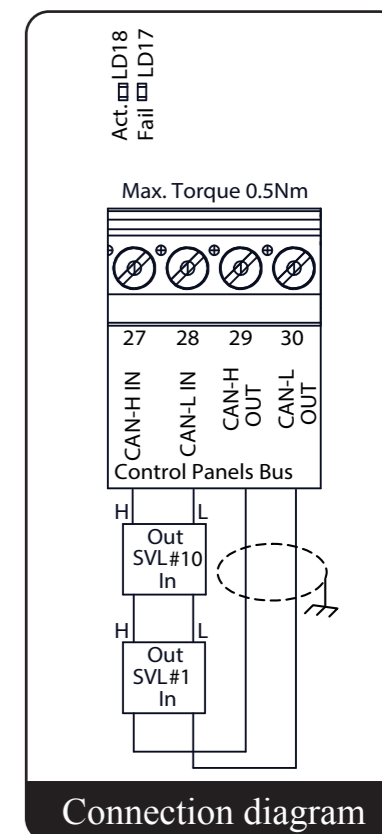 Act. LD18
Fail LD17
Max. Torque 0.5Nm
27 28 29 30
CAN-H IN
CAN-L IN
CAN-H
OUT
CAN-L
OUT
Control Panels Bus
H L
Out
SVL#10
In
H L
Out
SVL#1
In
Connection diagram